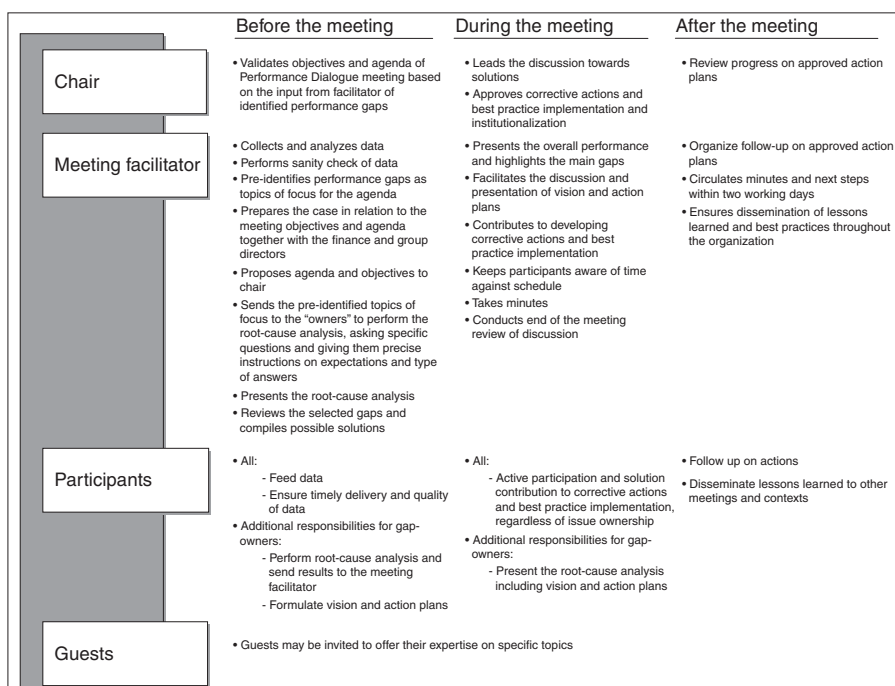 Before the meeting
During the meeting
After the meeting
Chair
• Validates objectives and agenda of
Performance Dialogue meeting based
on the input from facilitator of
identified performance gaps
• Leads the discussion towards
solutions
• Approves corrective actions and
best practice implementation and
institutionalization
• Review progress on approved action
plans
Meeting facilitator
• Collects and analyzes data
• Performs sanity check of data
• Pre-identifies performance gaps as
topics of focus for the agenda
• Prepares the case in relation to the
meeting objectives and agenda
together with the finance and group
directors
• Proposes agenda and objectives to
chair
• Sends the pre-identified topics of
focus to the “owners” to perform the
root-cause analysis, asking specific
questions and giving them precise
instructions on expectations and type
of answers
• Presents the root-cause analysis
• Reviews the selected gaps and
compiles possible solutions
• Presents the overall performance
and highlights the main gaps
• Facilitates the discussion and
presentation of vision and action
plans
• Contributes to developing
corrective actions and best
practice implementation
• Keeps participants aware of time
against schedule
• Takes minutes
• Conducts end of the meeting
review of discussion
• Organize follow-up on approved action
plans
• Circulates minutes and next steps
within two working days
• Ensures dissemination of lessons
learned and best practices throughout
the organization
Participants
• All:
- Feed data
- Ensure timely delivery and quality
of data
• Additional responsibilities for gap-
owners:
- Perform root-cause analysis and
send results to the meeting
facilitator
- Formulate vision and action plans
• All:
- Active participation and solution
contribution to corrective actions
and best practice implementation,
regardless of issue ownership
• Additional responsibilities for gap-
owners:
- Present the root-cause analysis
including vision and action plans
• Follow up on actions
• Disseminate lessons learned to other
meetings and contexts
Guests
• Guests may be invited to offer their expertise on specific topics